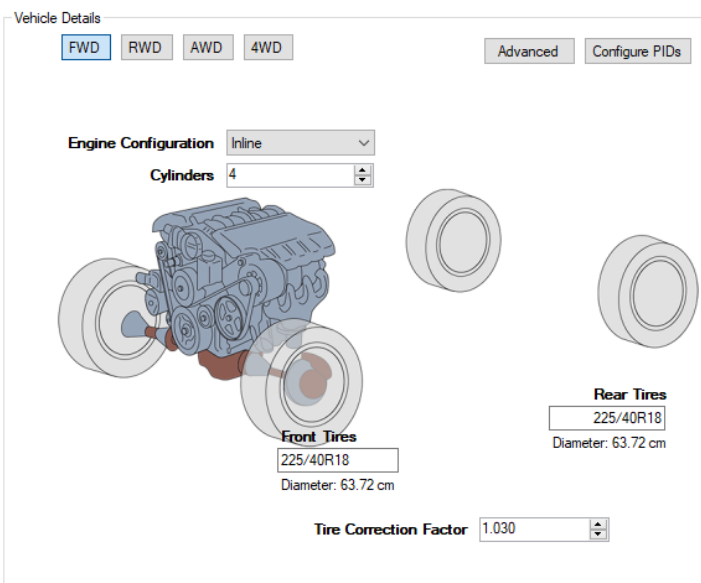 Vehicle Details
FWD RWD AWD 4WD Advanced Configure PIDs
Engine Configuration Inline
Cylinders 4
Rear Tires
225/40R18
Diameter: 63.72 cm
Front Tires
225/40R18
Diameter: 63.72 cm
Tire Correction Factor 1.030